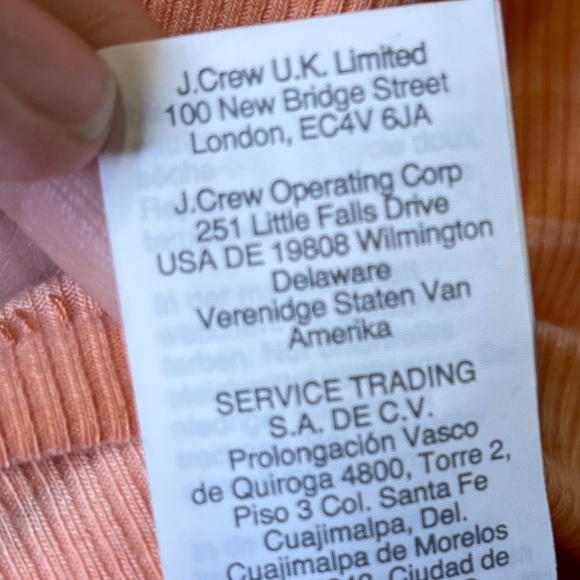 J.Crew U.K. Limited
100 New Bridge Street
London, EC4V 6JA
J.Crew Operating Corp
251 Little Falls Drive
USA DE 19808 Wilmington
Delaware
Verenidge Staten Van
Amerika
SERVICE TRADING
S.A. DE C.V.
Prolongación Vasco
de Quiroga 4800, Torre 2,
Piso 3 Col. Santa Fe
Cuajimalpa, Del.
Cuajimalpa de Morelos
Ciudad de